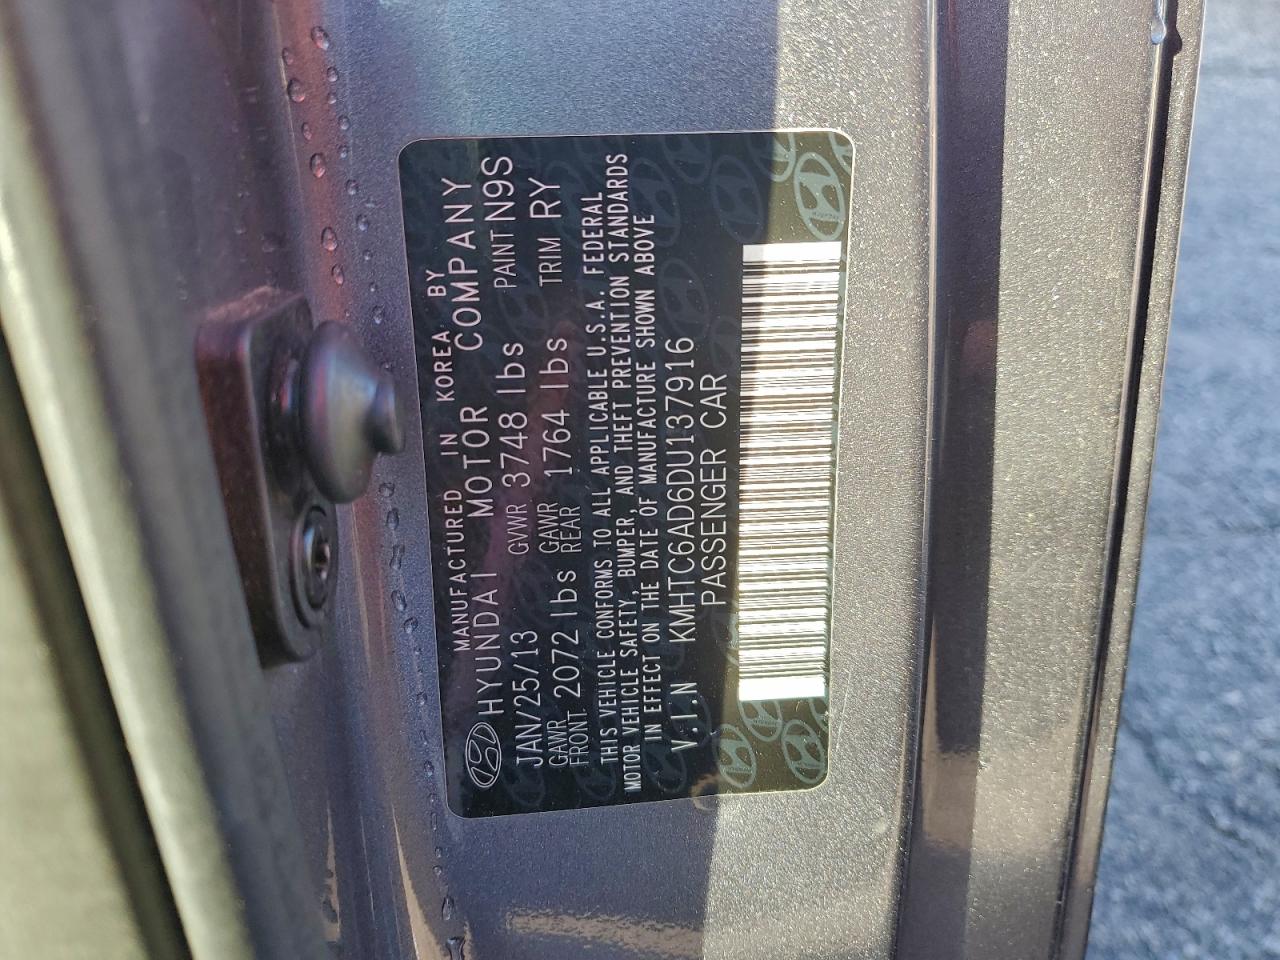 MANUFACTURED IN KOREA BY
HYUNDAI MOTOR COMPANY
JAN/25/13 GVWR 3748 lbs PAINT N9S
GAWR FRONT 2072 lbs GAWR REAR 1764 lbs TRIM RY
THIS VEHICLE CONFORMS TO ALL APPLICABLE U.S.A. FEDERAL
MOTOR VEHICLE SAFETY, BUMPER, AND THEFT PREVENTION STANDARDS
IN EFFECT ON THE DATE OF MANUFACTURE SHOWN ABOVE
V.I.N KMHTC6AD6DU137916
PASSENGER CAR